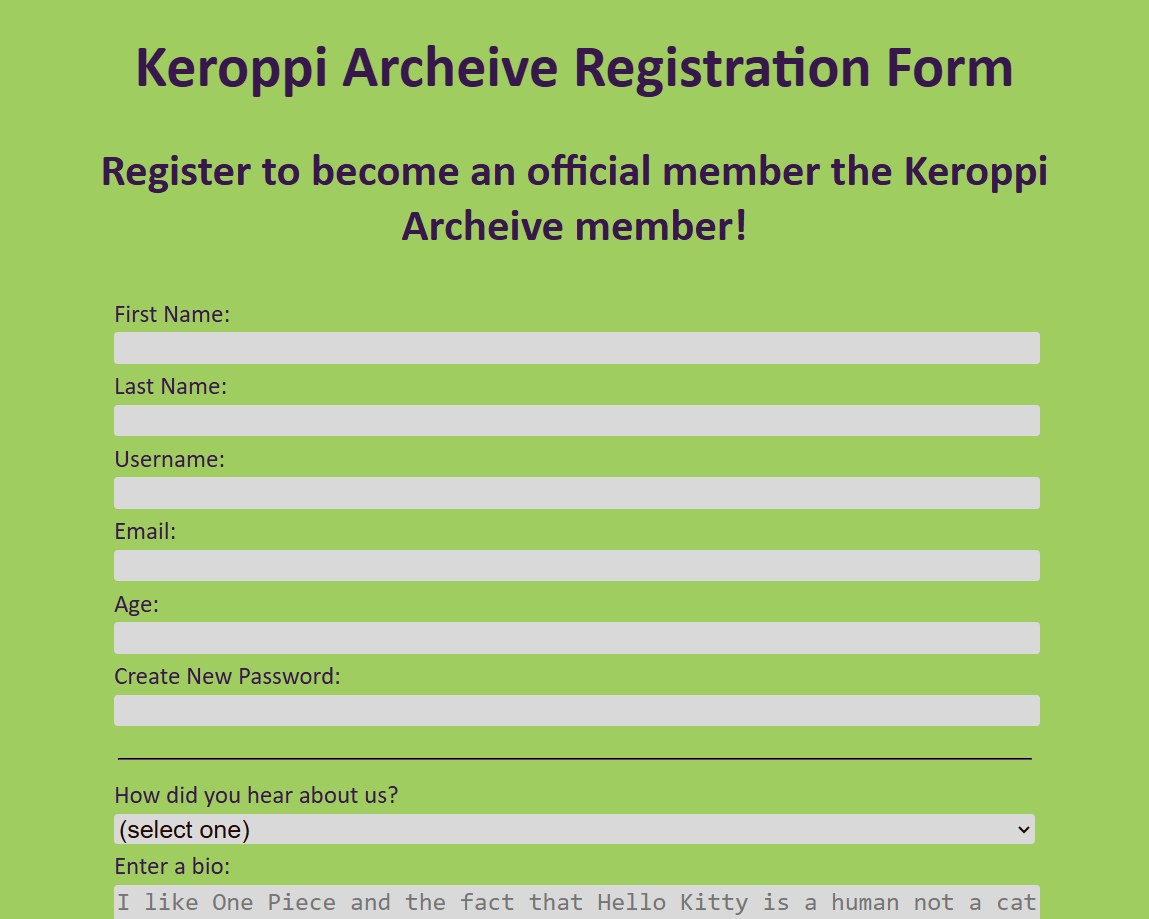 Keroppi Archeive Registration Form
Register to become an official member the Keroppi
Archeive member!
First Name:
Last Name:
Username:
Email:
Age:
Create New Password:
How did you hear about us?
(select one)
Enter a bio:
I like One Piece and the fact that Hello Kitty is a human not a cat